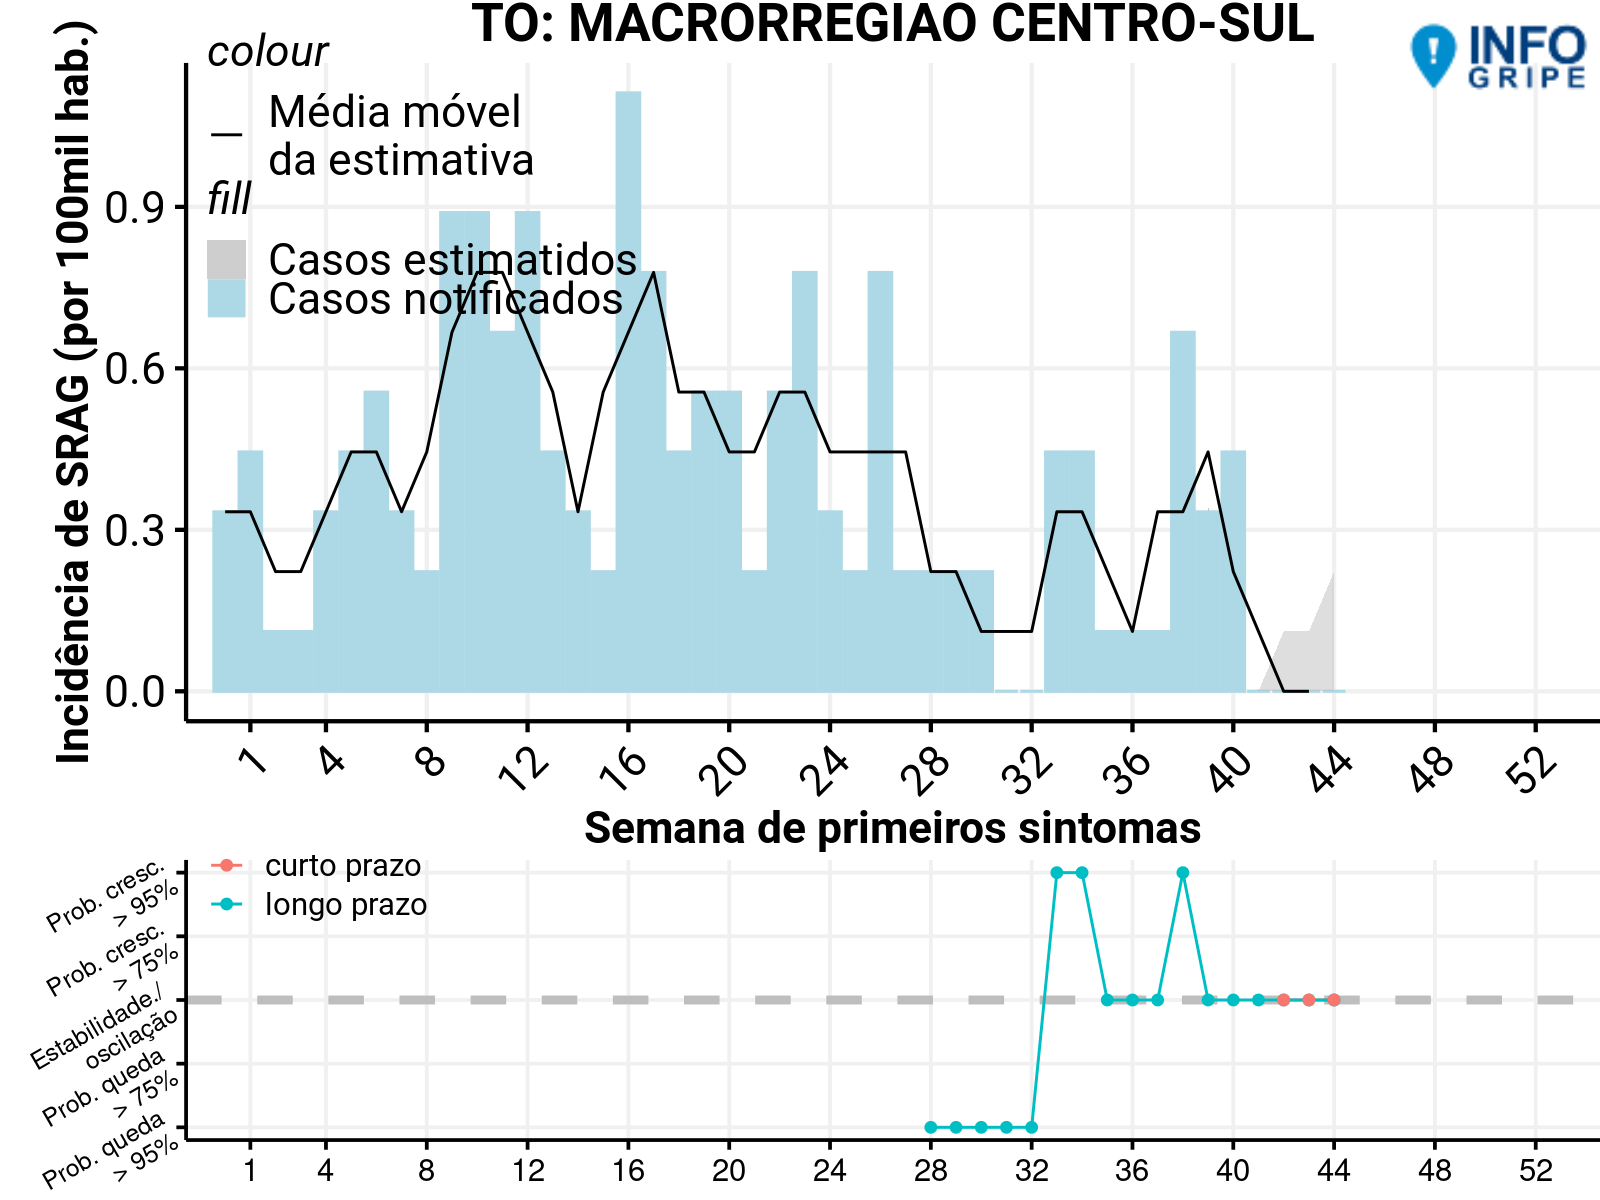 TO: MACRORREGIAO CENTRO-SUL
INFO
GRIPE
Incidência de SRAG (por 100mil hab.)
colour
Média móvel
da estimativa
fill
Casos estimatidos
Casos notificados
0.9
0.6
0.3
0.0
1 4 8 12 16 20 24 28 32 36 40 44 48 52
Semana de primeiros sintomas
curto prazo
longo prazo
Prob. cresc.
> 95%
Prob. cresc.
> 75%
Estabilidade./
oscilação
Prob. queda
> 75%
Prob. queda
> 95%
1 4 8 12 16 20 24 28 32 36 40 44 48 52